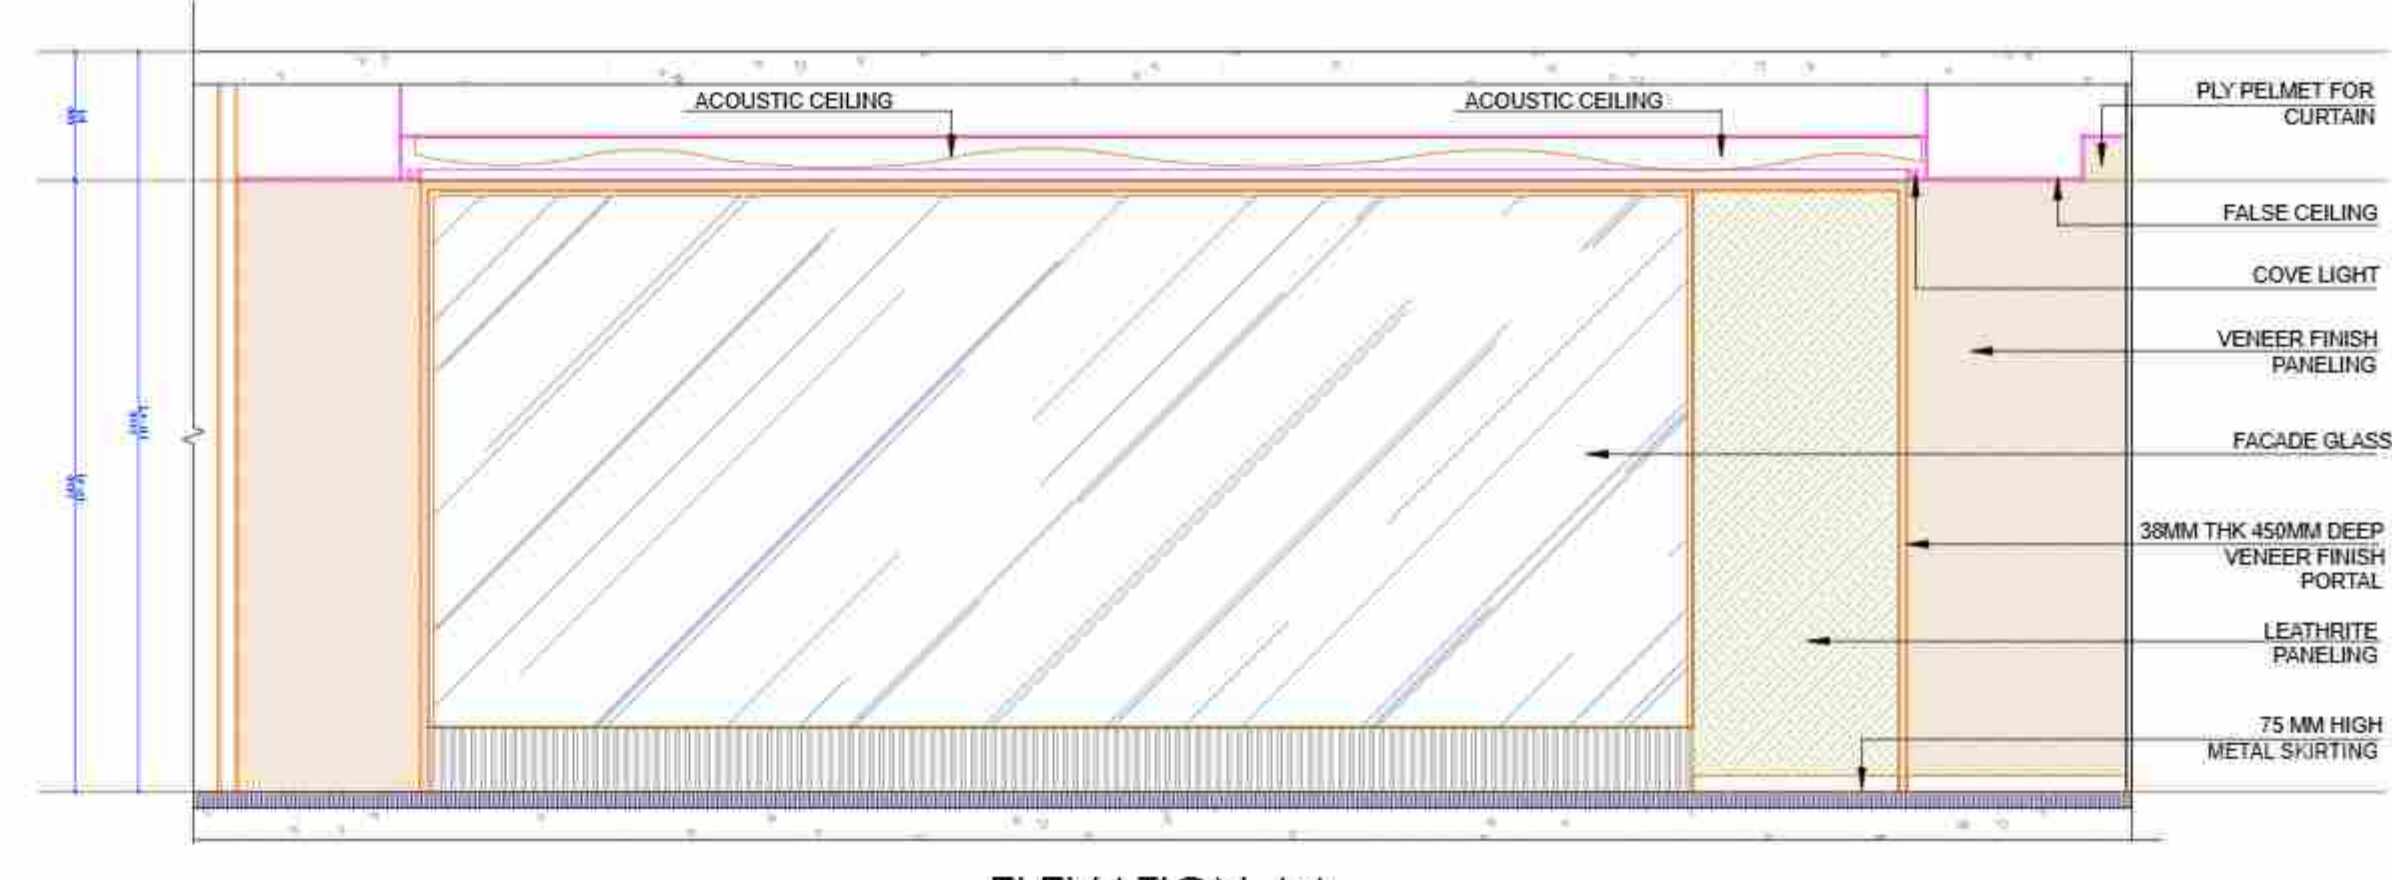 ACOUSTIC CEILING
ACOUSTIC CEILING
PLY PELMET FOR
CURTAIN
FALSE CEILING
COVE LIGHT
VENEER FINISH
PANELING
FACADE GLASS
38MM THK 450MM DEEP
VENEER FINISH
PORTAL
LEATHRITE
PANELING
75 MM HIGH
METAL SKIRTING